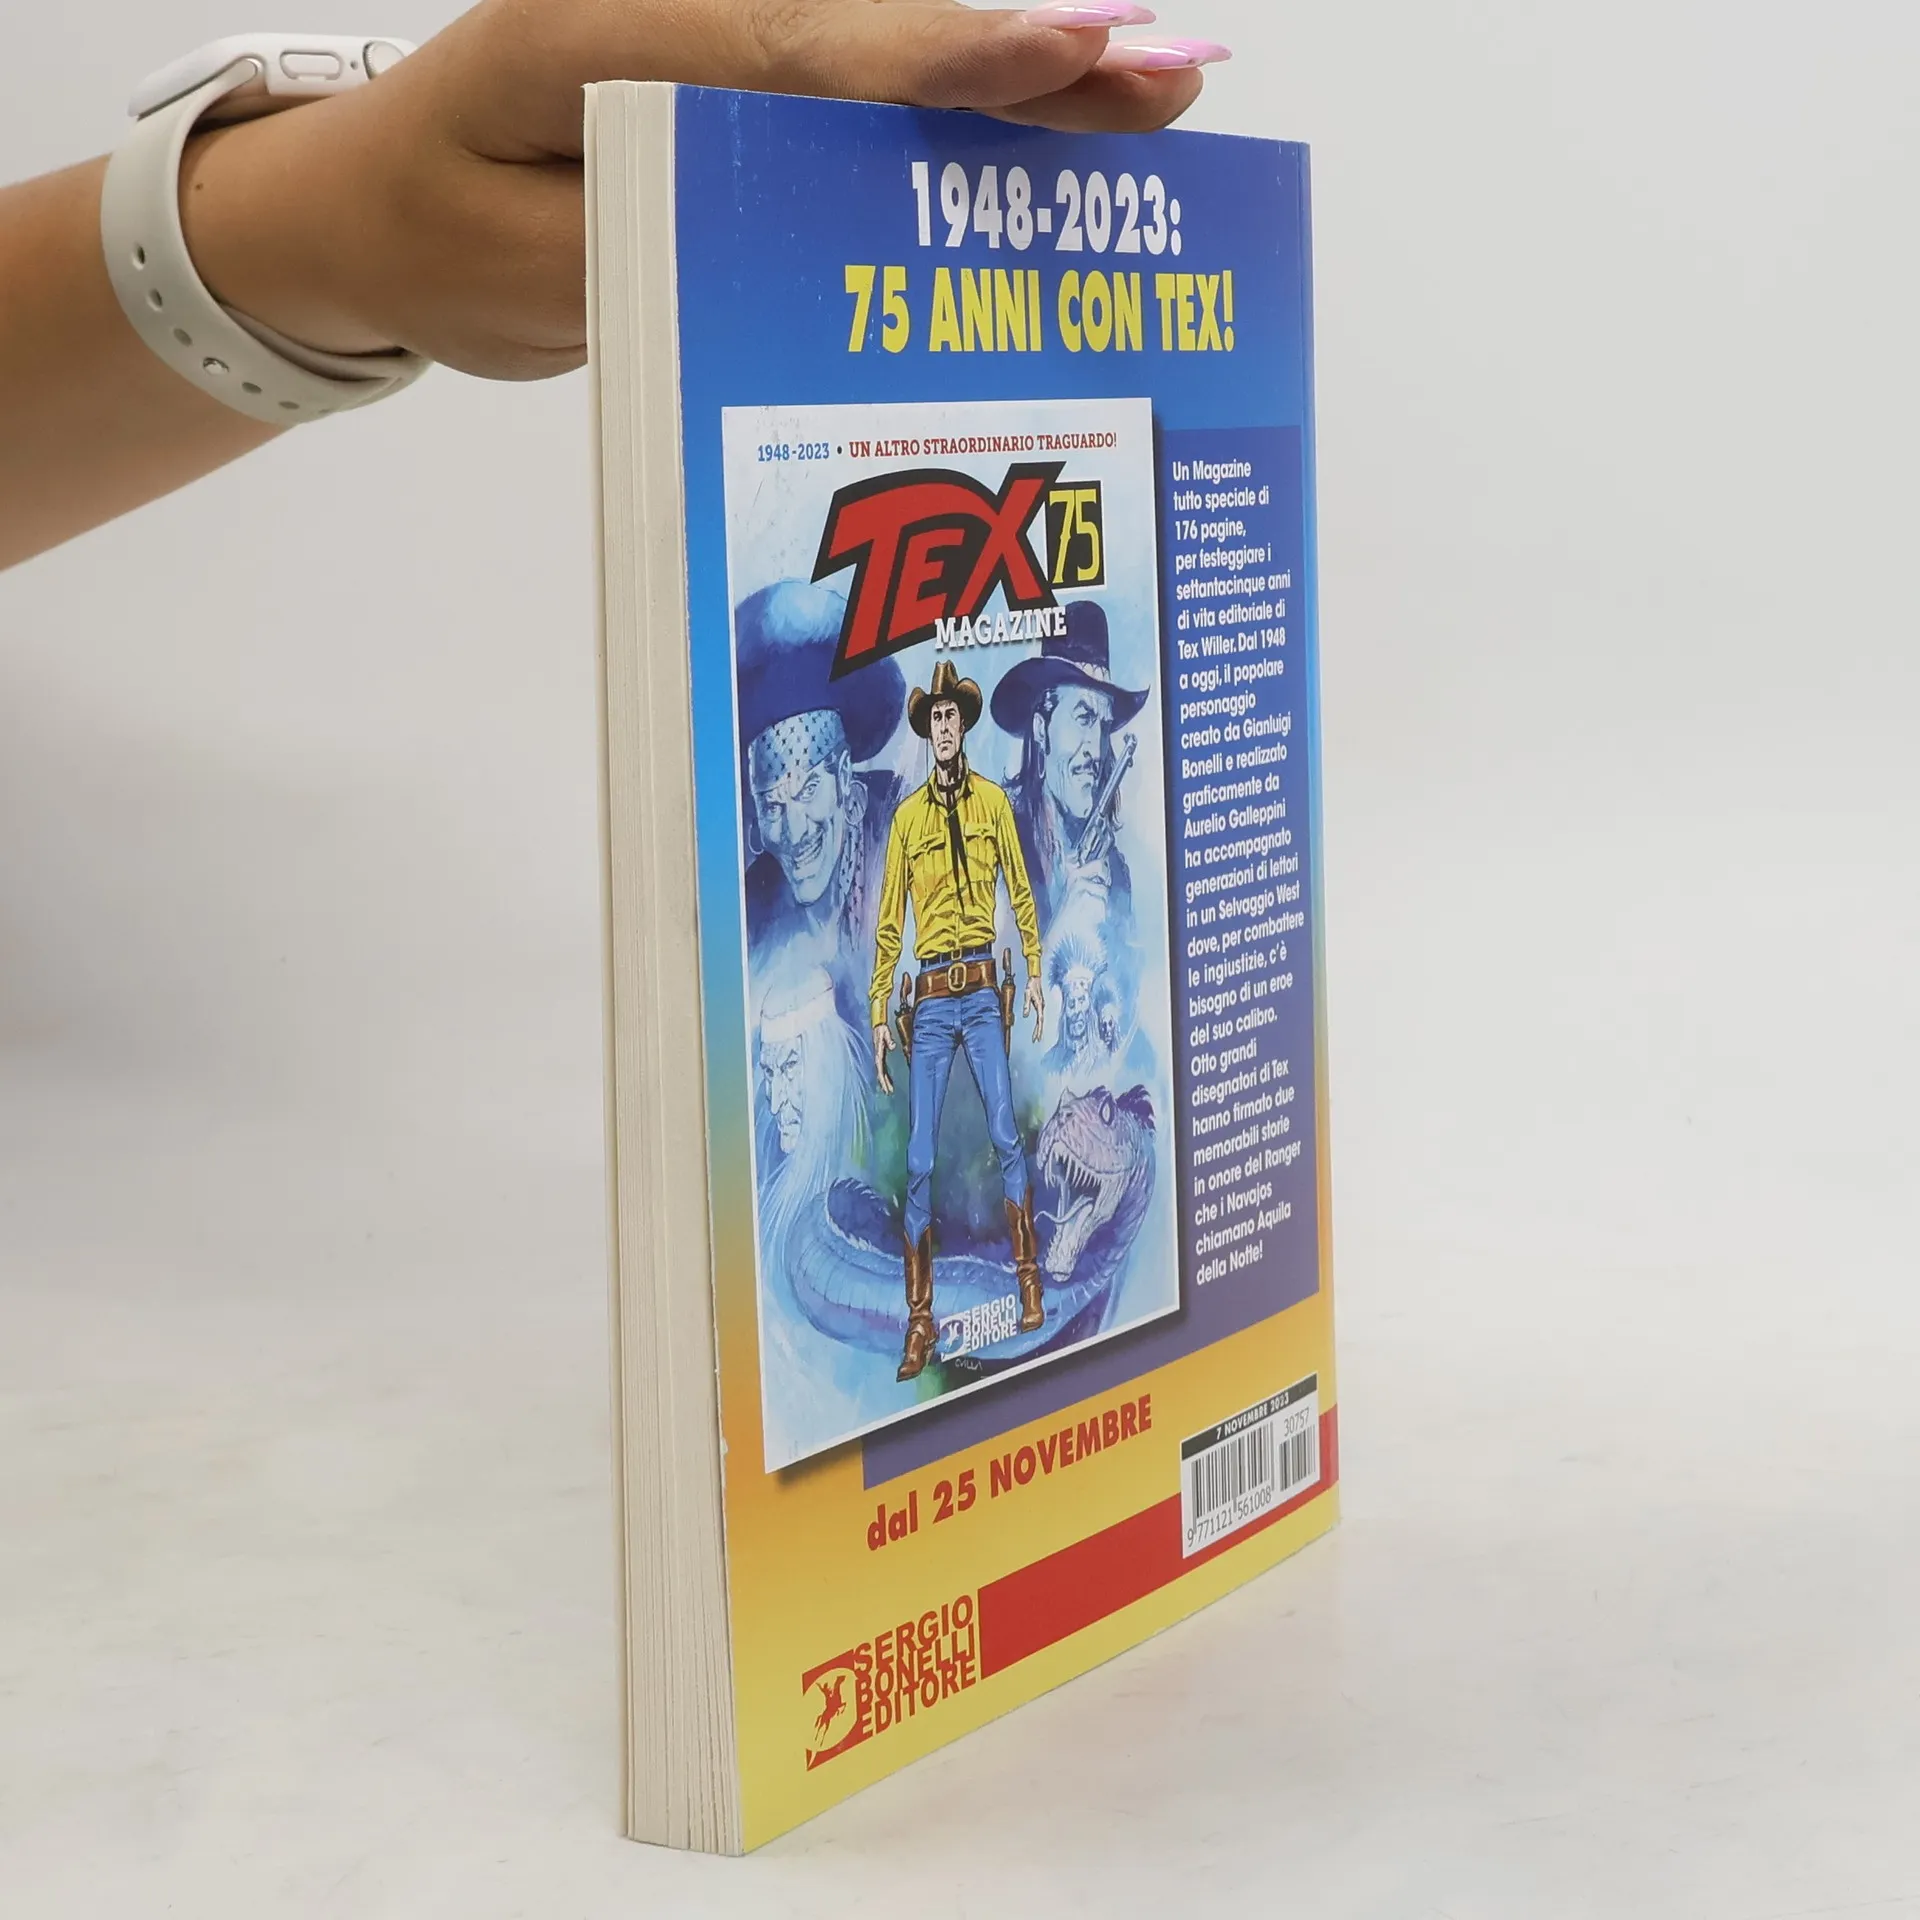 1948-2023:
75 ANNI CON TEX!
1948-2023 • UN ALTRO STRAORDINARIO TRAGUARDO!
TEX 75
MAGAZINE
SERGIO
BONELLI
EDITORE
Un Magazine
tutto speciale di
176 pagine,
per festeggiare i
settantacinque anni
di vita editoriale di
Tex Willer. Dal 1948
a oggi, il popolare
personaggio
creato da Gianluigi
Bonelli e realizzato
graficamente da
Aurelio Galleppini
ha accompagnato
generazioni di lettori
in un Selvaggio West
dove, per combattere
le ingiustizie, c'è
bisogno di un eroe
del suo calibro.
Otto grandi
disegnatori di Tex
hanno firmato due
memorabili storie
in onore del Ranger
che i Navajos
chiamano Aquila
della Notte!
dal 25 NOVEMBRE
7 NOVEMBRE 2023
30757
9 771121 561008
SERGIO
BONELLI
EDITORE